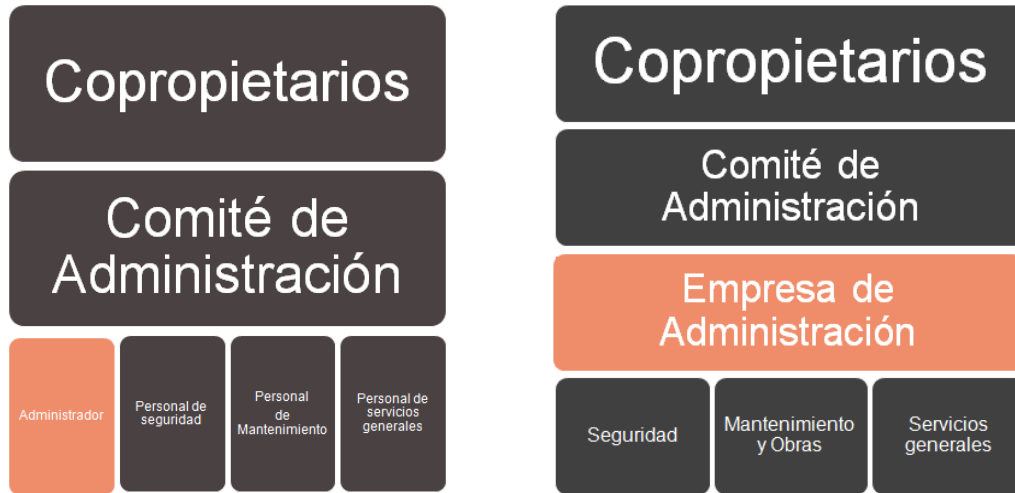 Copropietarios
Comité de
Administración
Administrador
Personal de
seguridad
Personal
de
Mantenimiento
Personal de
servicios
generales
Copropietarios
Comité de
Administración
Empresa de
Administración
Seguridad
Mantenimiento
y Obras
Servicios
generales